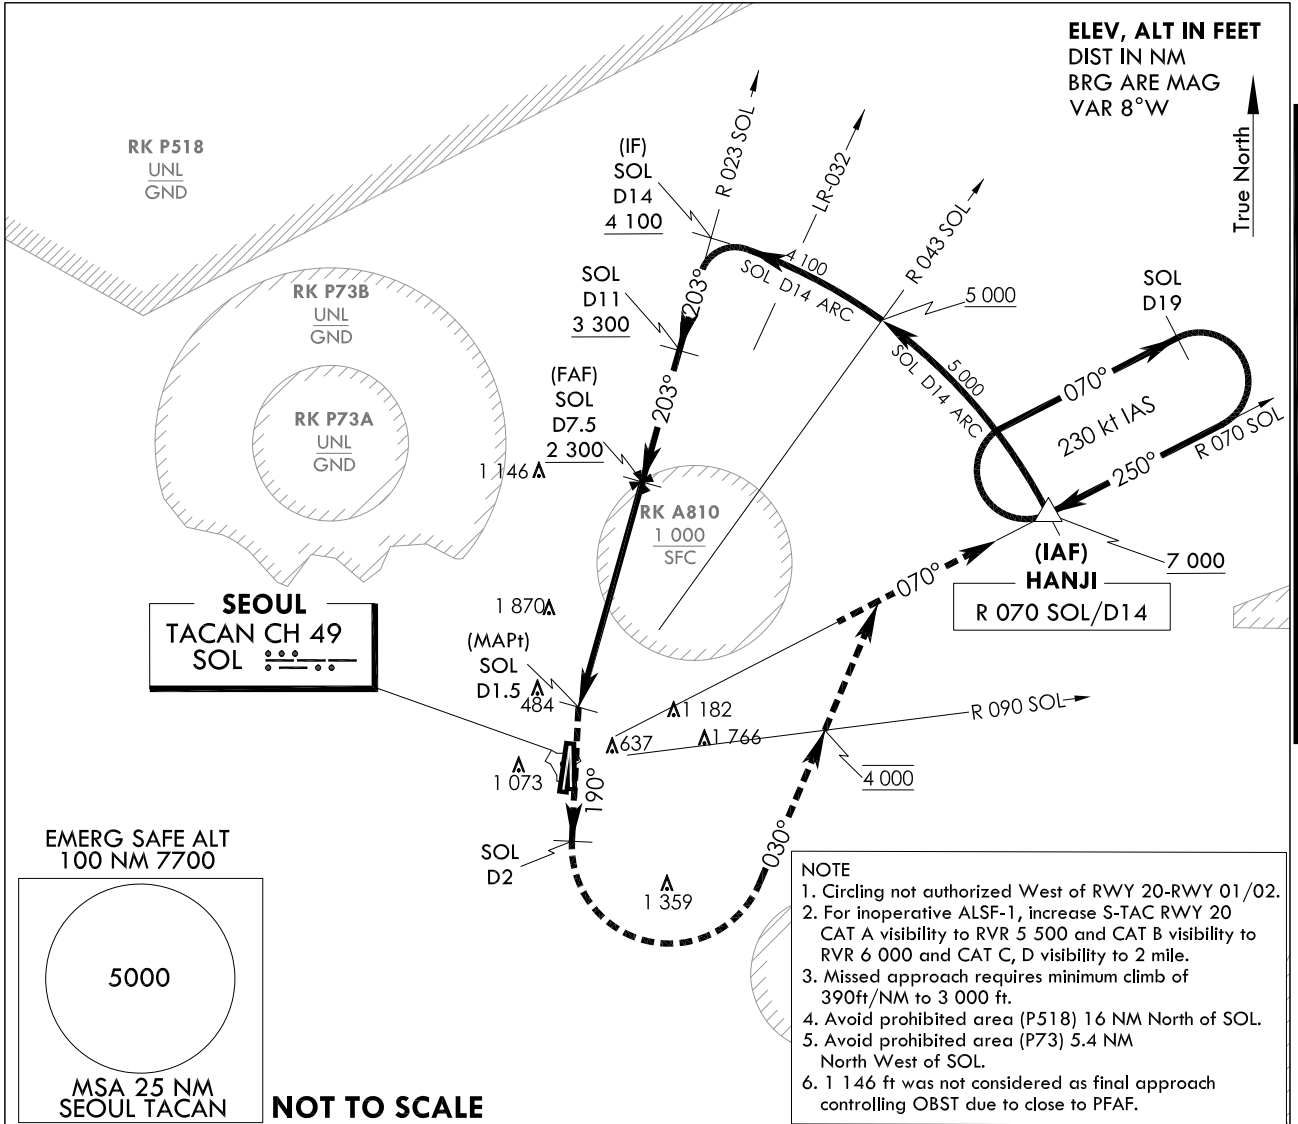 ELEV, ALT IN FEET
DIST IN NM
BRG ARE MAG
VAR 8°W
True North
RK P518
UNL
GND
(IF)
SOL
D14
4 100
R 023 SOL
LR-032
R 043 SOL
4 100
SOL D14 ARC
5 000
SOL
D19
RK P73B
UNL
GND
SOL
D11
3 300
203°
5 000
SOL D14 ARC
070°
230 kt IAS
R 070 SOL
250°
(FAF)
SOL
D7.5
2 300
203°
RK P73A
UNL
GND
1 146
RK A810
1 000
SFC
(IAF)
HANJI
R 070 SOL/D14
7 000
070°
SEOUL
TACAN CH 49
SOL
1 870
(MAPt)
SOL
D1.5
484
1 182
637
1 766
R 090 SOL
1 073
190°
4 000
SOL
D2
030°
1 359
EMERG SAFE ALT
100 NM 7700
5000
MSA 25 NM
SEOUL TACAN
NOT TO SCALE
NOTE
1. Circling not authorized West of RWY 20-RWY 01/02.
2. For inoperative ALSF-1, increase S-TAC RWY 20
CAT A visibility to RVR 5 500 and CAT B visibility to
RVR 6 000 and CAT C, D visibility to 2 mile.
3. Missed approach requires minimum climb of
390ft/NM to 3 000 ft.
4. Avoid prohibited area (P518) 16 NM North of SOL.
5. Avoid prohibited area (P73) 5.4 NM
North West of SOL.
6. 1 146 ft was not considered as final approach
controlling OBST due to close to PFAF.